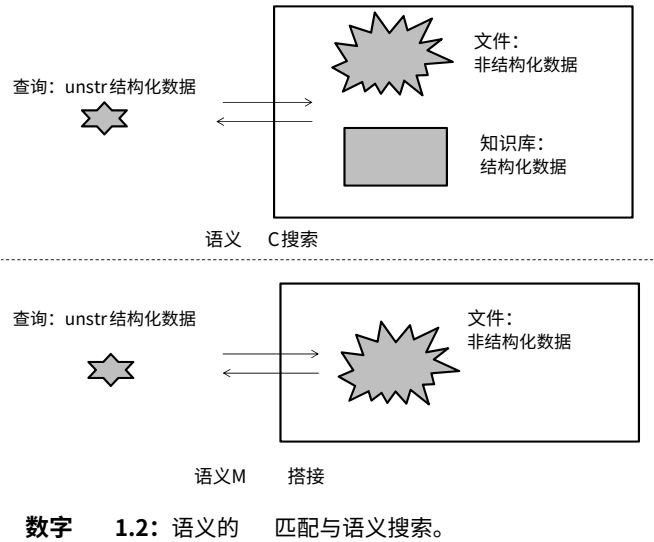 文件：
非结构化数据
查询：unstr结构化数据
知识库：
结构化数据
语义 C搜索
查询：unstr结构化数据
文件：
非结构化数据
语义M 搭接
数字 1.2：语义的 匹配与语义搜索。